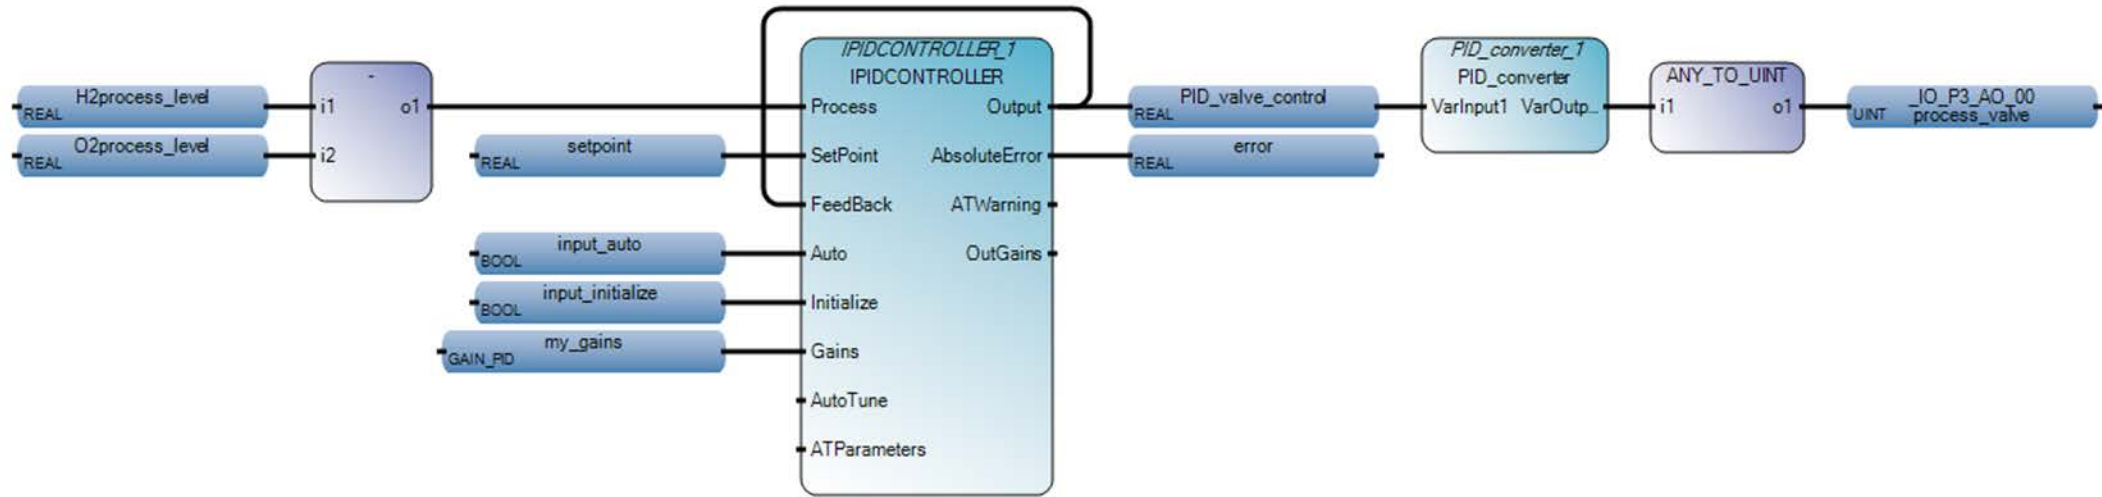 H2process_level
REAL
O2process_level
REAL
-
i1
o1
i2
setpoint
REAL
input_auto
BOOL
input_initialize
BOOL
my_gains
GAIN_PID
IPIDCONTROLLER_1
IPIDCONTROLLER
Process
Output
SetPoint
AbsoluteError
FeedBack
ATWarning
Auto
OutGains
Initialize
Gains
AutoTune
ATParameters
PID_valve_control
REAL
error
REAL
PID_converter_1
PID_converter
VarInput1
VarOutp...
ANY_TO_UINT
i1
o1
_IO_P3_AO_00
UINT
process_valve